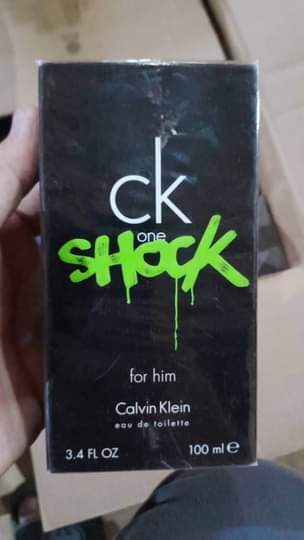 ck
one
SHOCK
for him
Calvin Klein
eau de toilette
3.4 FL OZ 100 ml ℮